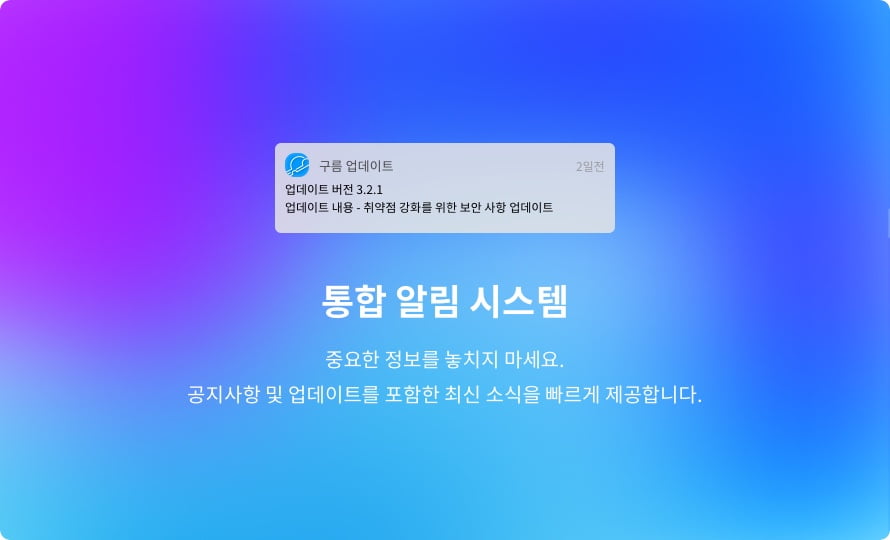 구름 업데이트 2일전
업데이트 버전 3.2.1
업데이트 내용 - 취약점 강화를 위한 보안 사항 업데이트
통합 알림 시스템
중요한 정보를 놓치지 마세요.
공지사항 및 업데이트를 포함한 최신 소식을 빠르게 제공합니다.